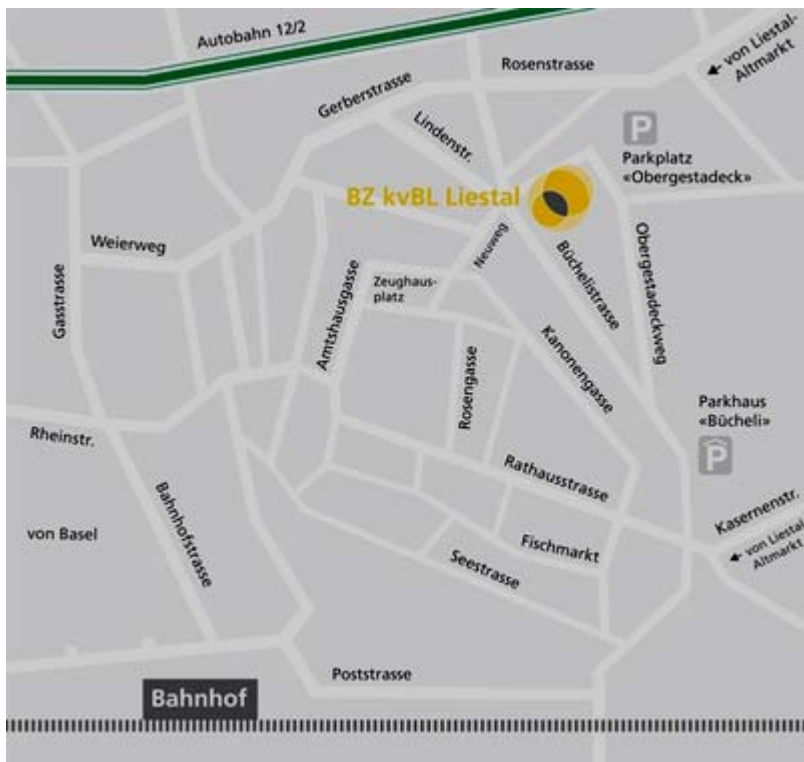 Autobahn 12/2
Rosenstrasse
von Liestal-
Altmarkt
Gerberstrasse
Lindenstr.
P
Parkplatz
«Obergestadeck»
BZ kvBL Liestal
Weierweg
Neuweg
Büchelistrasse
Obergestadeckweg
Gasstrasse
Amtshausgasse
Zeughaus-
platz
Kanonengasse
Rosengasse
Parkhaus
«Bücheli»
P
Rheinstr.
Rathausstrasse
Bahnhofstrasse
Kasernenstr.
von Basel
Fischmarkt
von Liestal-
Altmarkt
Seestrasse
Poststrasse
Bahnhof